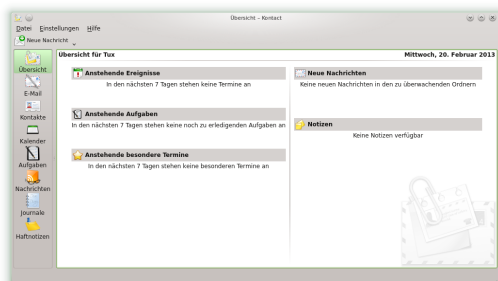 Übersicht – Kontact
Datei Einstellungen Hilfe
Neue Nachricht
Übersicht
E-Mail
Kontakte
Kalender
Aufgaben
Nachrichten
Journale
Haftnotizen
Übersicht für Tux
Mittwoch, 20. Februar 2013
Anstehende Ereignisse
In den nächsten 7 Tagen stehen keine Termine an
Anstehende Aufgaben
In den nächsten 7 Tagen stehen keine noch zu erledigenden Aufgaben an
Anstehende besondere Termine
In den nächsten 7 Tagen stehen keine besonderen Termine an
Neue Nachrichten
Keine neuen Nachrichten in den zu überwachenden Ordnern
Notizen
Keine Notizen verfügbar